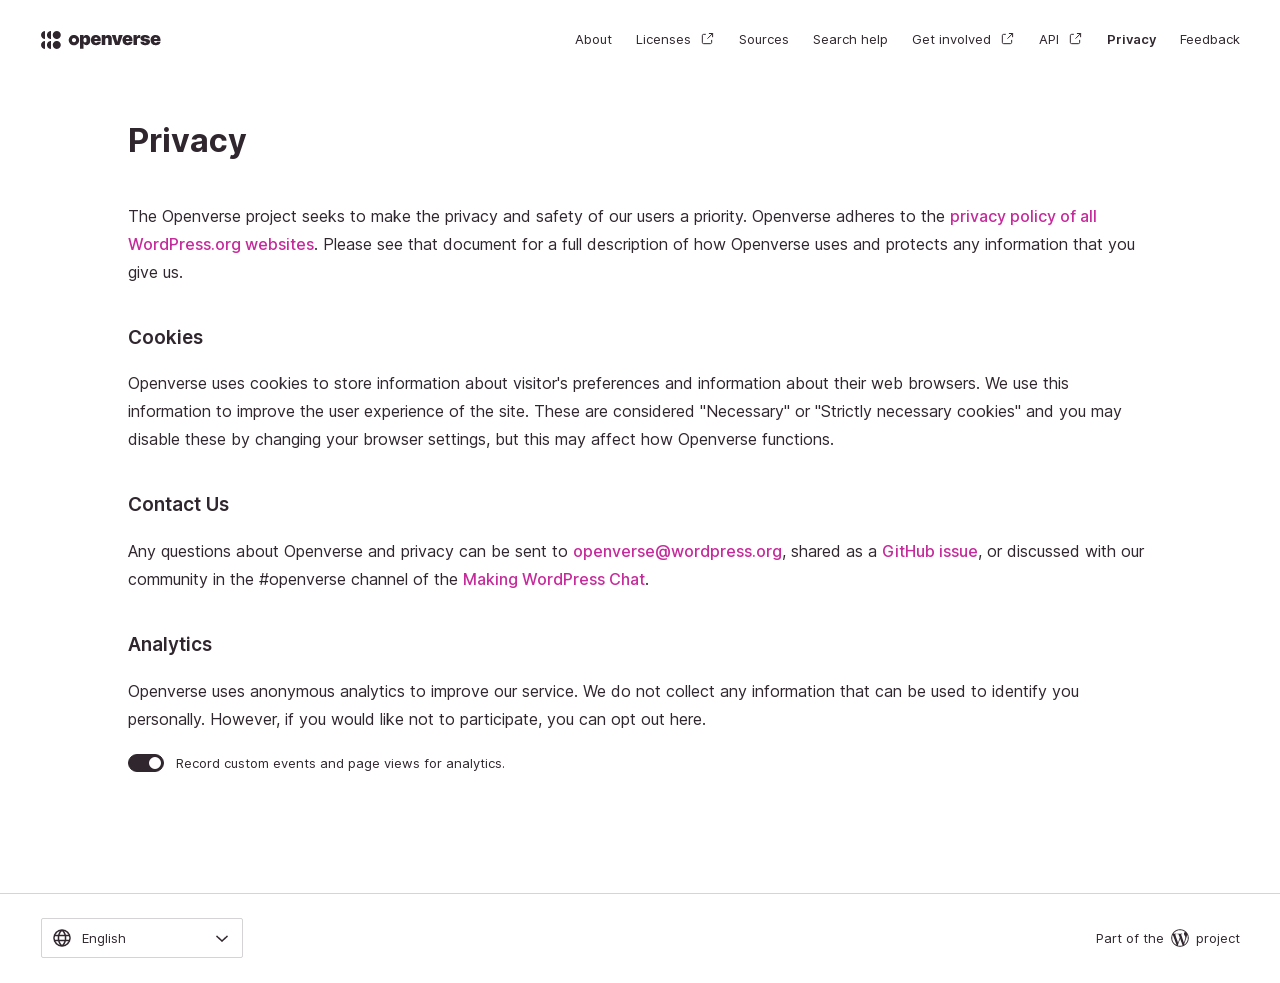 openverse
About Licenses Sources Search help Get involved API Privacy Feedback
Privacy
The Openverse project seeks to make the privacy and safety of our users a priority. Openverse adheres to the privacy policy of all
WordPress.org websites. Please see that document for a full description of how Openverse uses and protects any information that you
give us.
Cookies
Openverse uses cookies to store information about visitor's preferences and information about their web browsers. We use this
information to improve the user experience of the site. These are considered "Necessary" or "Strictly necessary cookies" and you may
disable these by changing your browser settings, but this may affect how Openverse functions.
Contact Us
Any questions about Openverse and privacy can be sent to openverse@wordpress.org, shared as a GitHub issue, or discussed with our
community in the #openverse channel of the Making WordPress Chat.
Analytics
Openverse uses anonymous analytics to improve our service. We do not collect any information that can be used to identify you
personally. However, if you would like not to participate, you can opt out here.
Record custom events and page views for analytics.
English
Part of the project